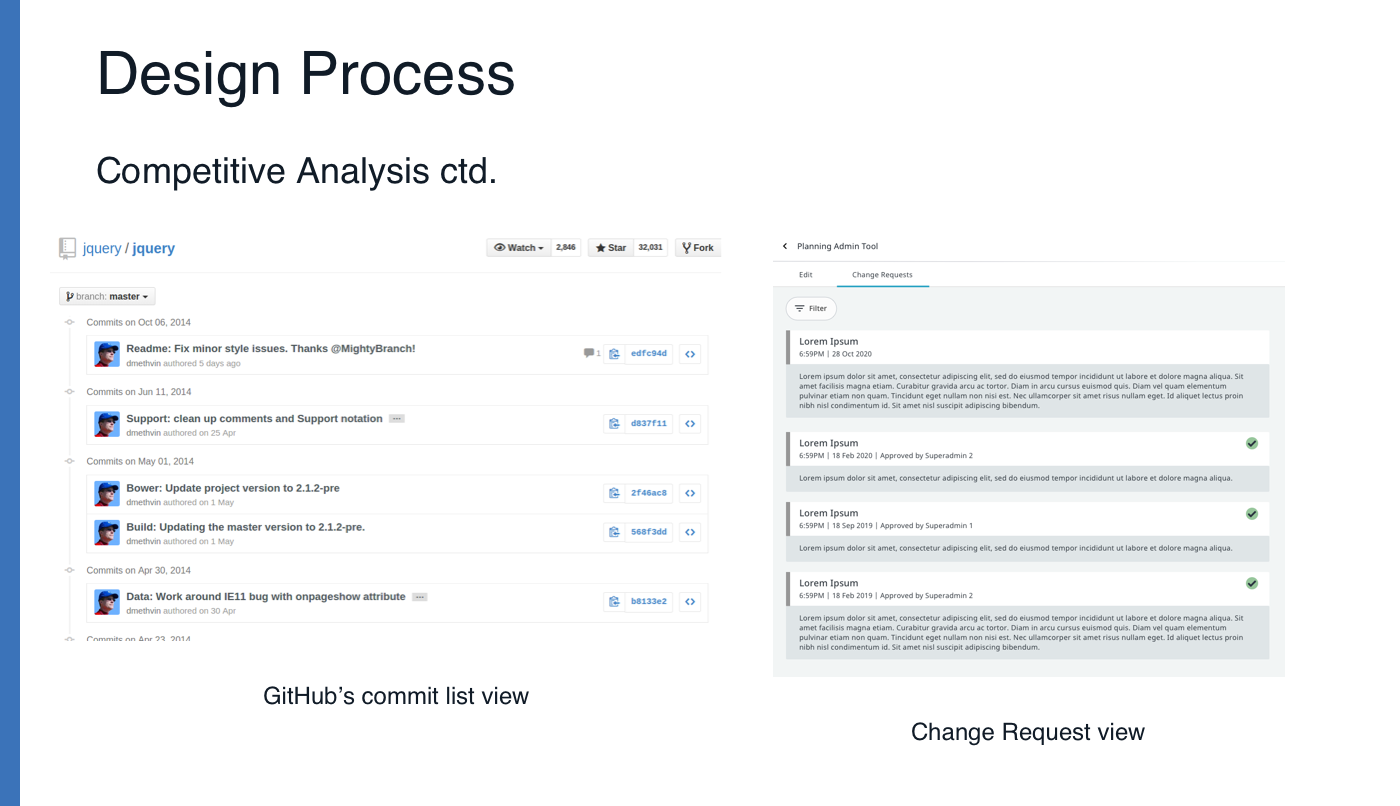 Design Process
Competitive Analysis ctd.
jquery / jquery
Watch 2,846 Star 32,031 Fork
branch: master
Commits on Oct 06, 2014
Readme: Fix minor style issues. Thanks @MightyBranch!
dmethvin authored 5 days ago
1 edfc94d
Commits on Jun 11, 2014
Support: clean up comments and Support notation
dmethvin authored on 25 Apr
d837f11
Commits on May 01, 2014
Bower: Update project version to 2.1.2-pre
dmethvin authored on 1 May
2f46ac8
Build: Updating the master version to 2.1.2-pre.
dmethvin authored on 1 May
568f3dd
Commits on Apr 30, 2014
Data: Work around IE11 bug with onpageshow attribute
dmethvin authored on 30 Apr
b8133e2
Commits on Apr 23, 2014
GitHub’s commit list view
Planning Admin Tool
Edit Change Requests
Filter
Lorem Ipsum
6:59PM | 28 Oct 2020
Lorem ipsum dolor sit amet, consectetur adipiscing elit, sed do eiusmod tempor incididunt ut labore et dolore magna aliqua. Sit
amet facilisis magna etiam. Curabitur gravida arcu ac tortor. Diam in arcu cursus euismod quis. Diam vel quam elementum
pulvinar etiam non quam. Tincidunt eget nullam non nisi est. Nec ullamcorper sit amet risus nullam eget. Id aliquet lectus proin
nibh nisl condimentum id. Sit amet nisl suscipit adipiscing bibendum.
Lorem Ipsum
6:59PM | 18 Feb 2020 | Approved by Superadmin 2
Lorem ipsum dolor sit amet, consectetur adipiscing elit, sed do eiusmod tempor incididunt ut labore et dolore magna aliqua.
Lorem Ipsum
6:59PM | 18 Sep 2019 | Approved by Superadmin 1
Lorem ipsum dolor sit amet, consectetur adipiscing elit, sed do eiusmod tempor incididunt ut labore et dolore magna aliqua.
Lorem Ipsum
6:59PM | 18 Feb 2019 | Approved by Superadmin 2
Lorem ipsum dolor sit amet, consectetur adipiscing elit, sed do eiusmod tempor incididunt ut labore et dolore magna aliqua. Sit
amet facilisis magna etiam. Curabitur gravida arcu ac tortor. Diam in arcu cursus euismod quis. Diam vel quam elementum
pulvinar etiam non quam. Tincidunt eget nullam non nisi est. Nec ullamcorper sit amet risus nullam eget. Id aliquet lectus proin
nibh nisl condimentum id. Sit amet nisl suscipit adipiscing bibendum.
Change Request view